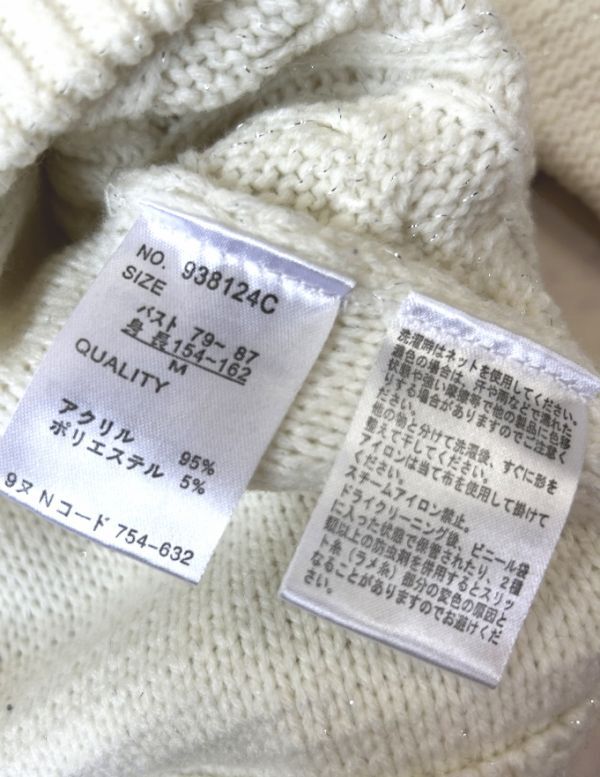 NO. 938124C
SIZE
バスト 79~ 87
身長154-162
M
QUALITY
アクリル 95%
ポリエステル 5%
9ヌ Nコード 754-632
洗濯時はネットを使用してください。
濃色の場合は、汗や雨などで濡れた
状態や強い摩擦等で他の製品に色移
りする場合がありますのでご注意く
ださい。
他の物と分けて洗濯後、すぐに形を
整えて干してください。
アイロンは当て布を使用して掛けて
ください。
スチームアイロン禁止。
ドライクリーニング後、ビニール袋
に入った状態で保管されたり、2種
類以上の防虫剤を使用するとスリッ
ト糸(ラメ糸)部分の変色の原因と
なることがありますのでお避けくだ
さい。